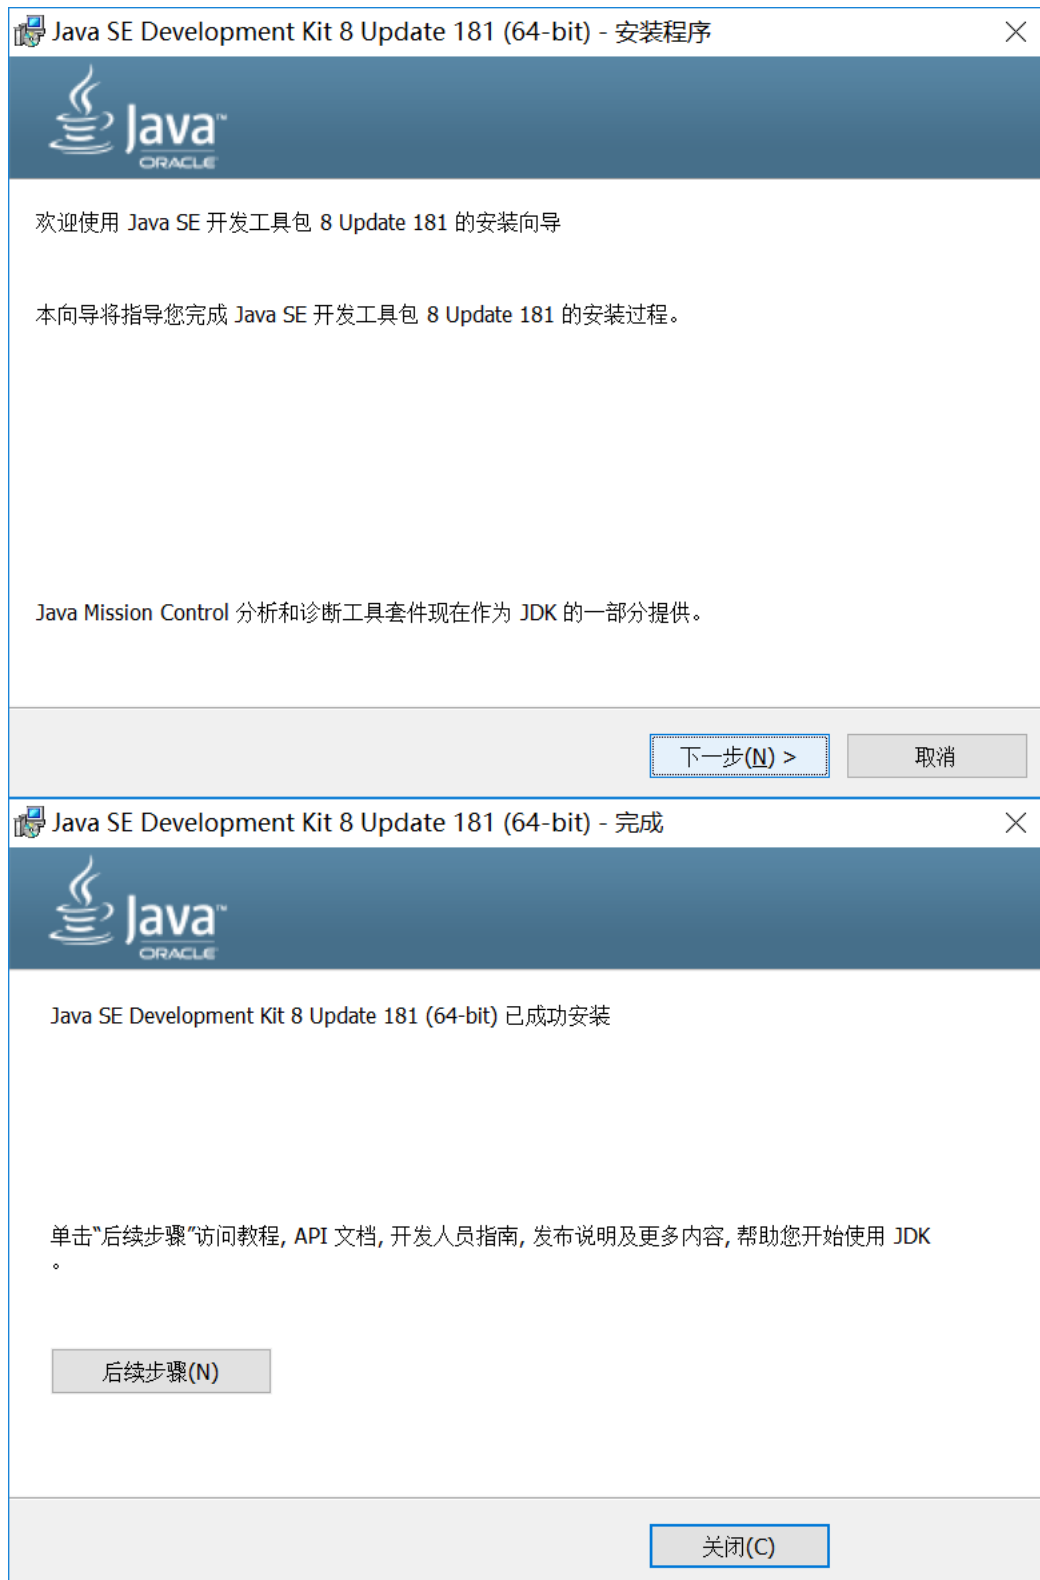 Java SE Development Kit 8 Update 181 (64-bit) - 安装程序
Java™
ORACLE
欢迎使用 Java SE 开发工具包 8 Update 181 的安装向导
本向导将指导您完成 Java SE 开发工具包 8 Update 181 的安装过程。
Java Mission Control 分析和诊断工具套件现在作为 JDK 的一部分提供。
下一步(N) >
取消
Java SE Development Kit 8 Update 181 (64-bit) - 完成
Java™
ORACLE
Java SE Development Kit 8 Update 181 (64-bit) 已成功安装
单击"后续步骤"访问教程, API 文档, 开发人员指南, 发布说明及更多内容, 帮助您开始使用 JDK
。
后续步骤(N)
关闭(C)